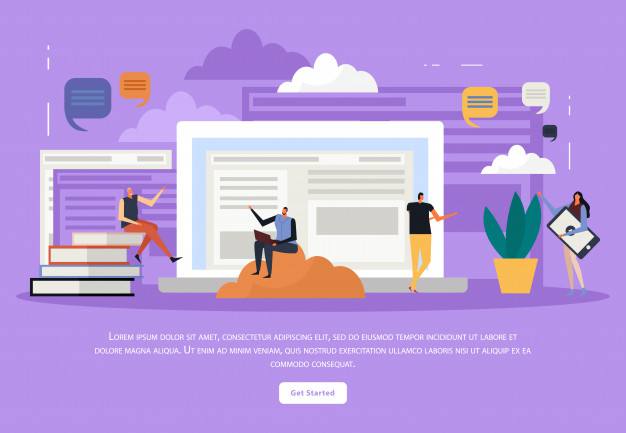 Lorem ipsum dolor sit amet, consectetur adipiscing elit, sed do eiusmod tempor incididunt ut labore et
dolore magna aliqua. Ut enim ad minim veniam, quis nostrud exercitation ullamco laboris nisi ut aliquip ex ea
commodo consequat.
Get Started